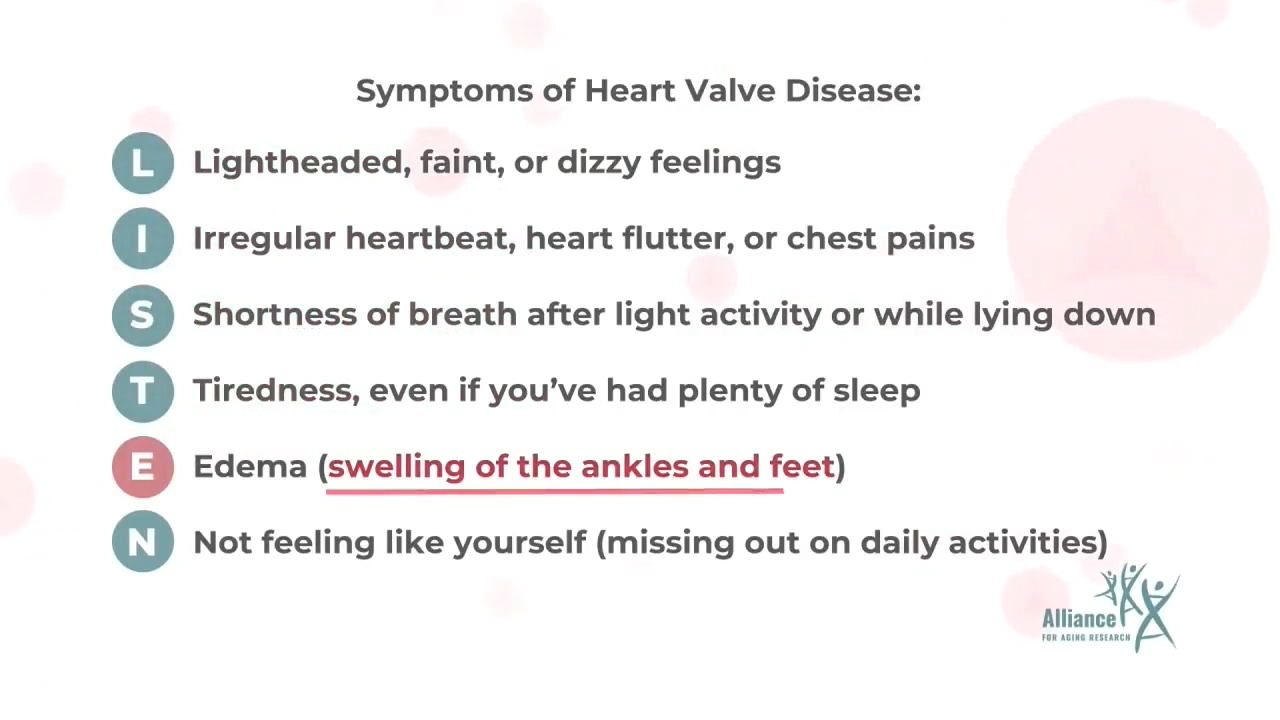 Symptoms of Heart Valve Disease:
L Lightheaded, faint, or dizzy feelings
I Irregular heartbeat, heart flutter, or chest pains
S Shortness of breath after light activity or while lying down
T Tiredness, even if you’ve had plenty of sleep
E Edema (swelling of the ankles and feet)
N Not feeling like yourself (missing out on daily activities)
Alliance
FOR AGING RESEARCH